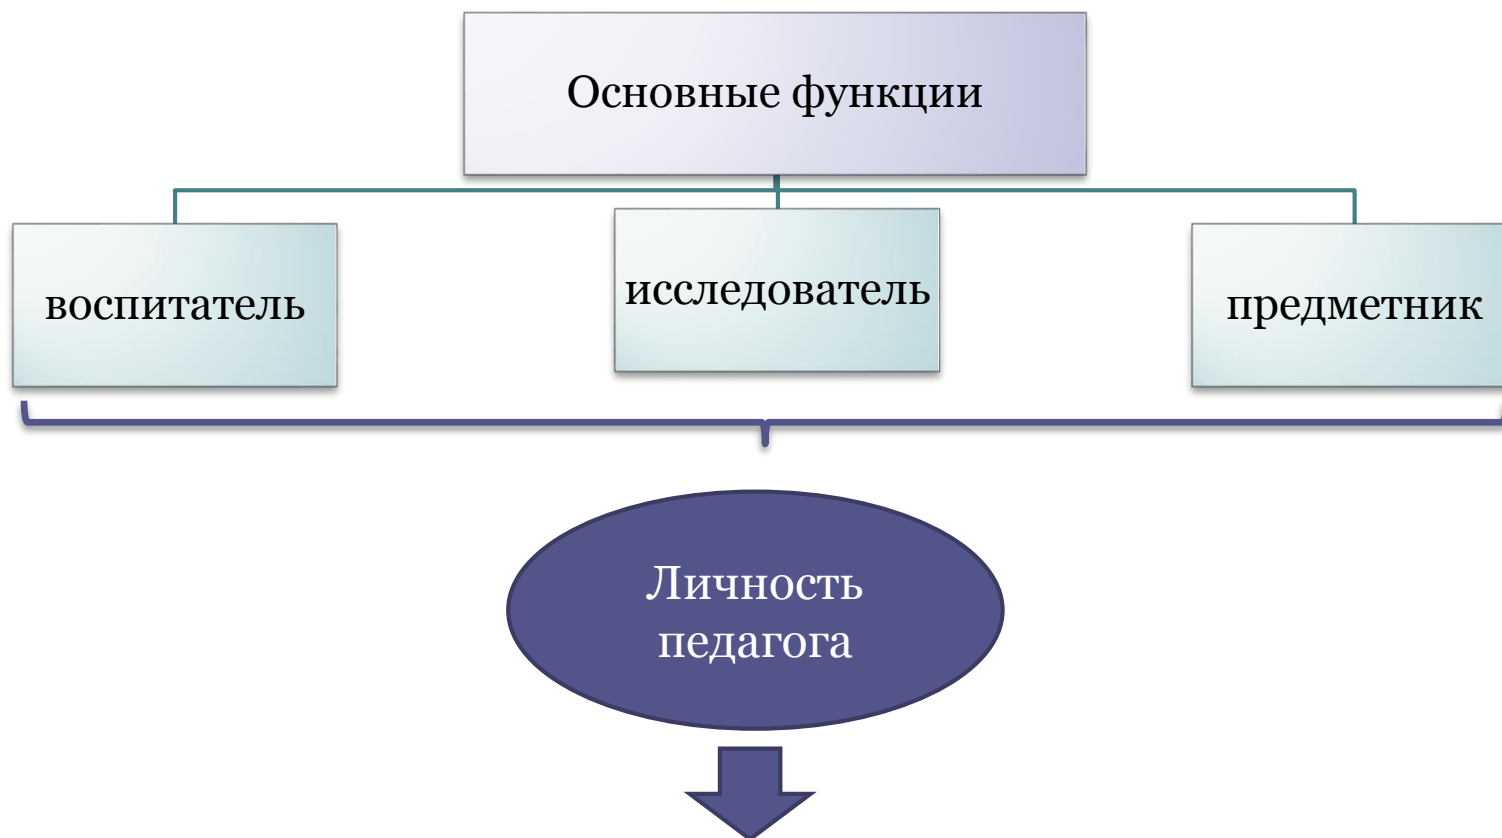 Основные функции
воспитатель
исследователь
предметник
Личность
педагога